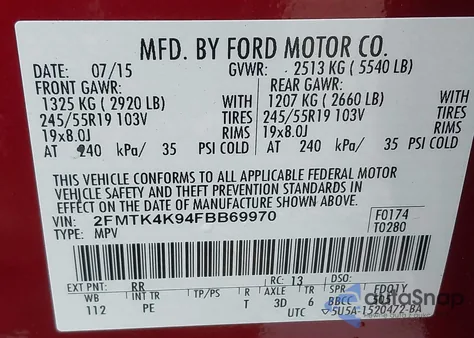 MFD. BY FORD MOTOR CO.
DATE: 07/15 GVWR: 2513 KG ( 5540 LB)
FRONT GAWR: REAR GAWR:
1325 KG ( 2920 LB) WITH 1207 KG ( 2660 LB) WITH
245/55R19 103V TIRES 245/55R19 103V TIRES
19x8.0J RIMS 19x8.0J RIMS
AT 240 kPa/ 35 PSI COLD AT 240 kPa/ 35 PSI COLD
THIS VEHICLE CONFORMS TO ALL APPLICABLE FEDERAL MOTOR
VEHICLE SAFETY AND THEFT PREVENTION STANDARDS IN
EFFECT ON THE DATE OF MANUFACTURE SHOWN ABOVE.
VIN: 2FMTK4K94FBB69970 F0174
TYPE: MPV T0280
EXT PNT: RR RC: 13 DSO:
WB INT TR TP/PS R AXLE TR SPR
112 PE T 3D 6 BBCC
UTC 5U5A-1520472-BA
autoSnap